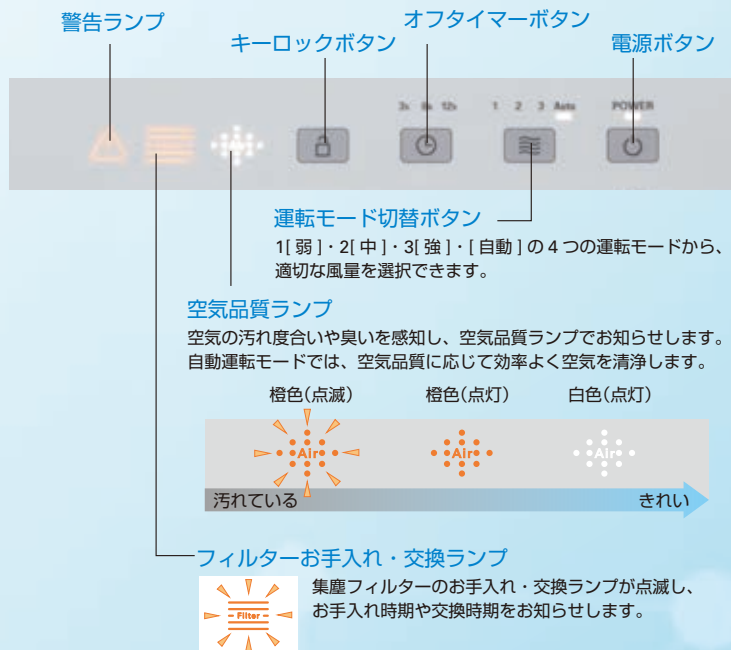 警告ランプ
キーロックボタン
オフタイマーボタン
電源ボタン
1 2 3 Auto
POWER
運転モード切替ボタン
1[ 弱 ]・2[ 中 ]・3[ 強 ]・[ 自動 ] の 4 つの運転モードから、
適切な風量を選択できます。
空気品質ランプ
空気の汚れ度合いや臭いを感知し、空気品質ランプでお知らせします。
自動運転モードでは、空気品質に応じて効率よく空気を清浄します。
橙色(点滅) 橙色(点灯) 白色(点灯)
Air Air Air
汚れている きれい
フィルターお手入れ・交換ランプ
集塵フィルターのお手入れ・交換ランプが点滅し、
お手入れ時期や交換時期をお知らせします。
Filter